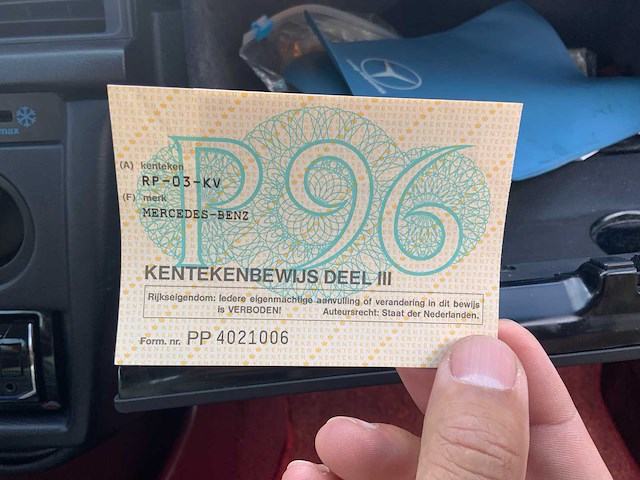 max
P96
(A) kenteken
RP-03-KV
(F) merk
MERCEDES-BENZ
KENTEKENBEWIJS DEEL III
Rijkseigendom: Iedere eigenmachtige aanvulling of verandering in dit bewijs
is VERBODEN! Auteursrecht: Staat der Nederlanden.
Form. nr. PP 4021006